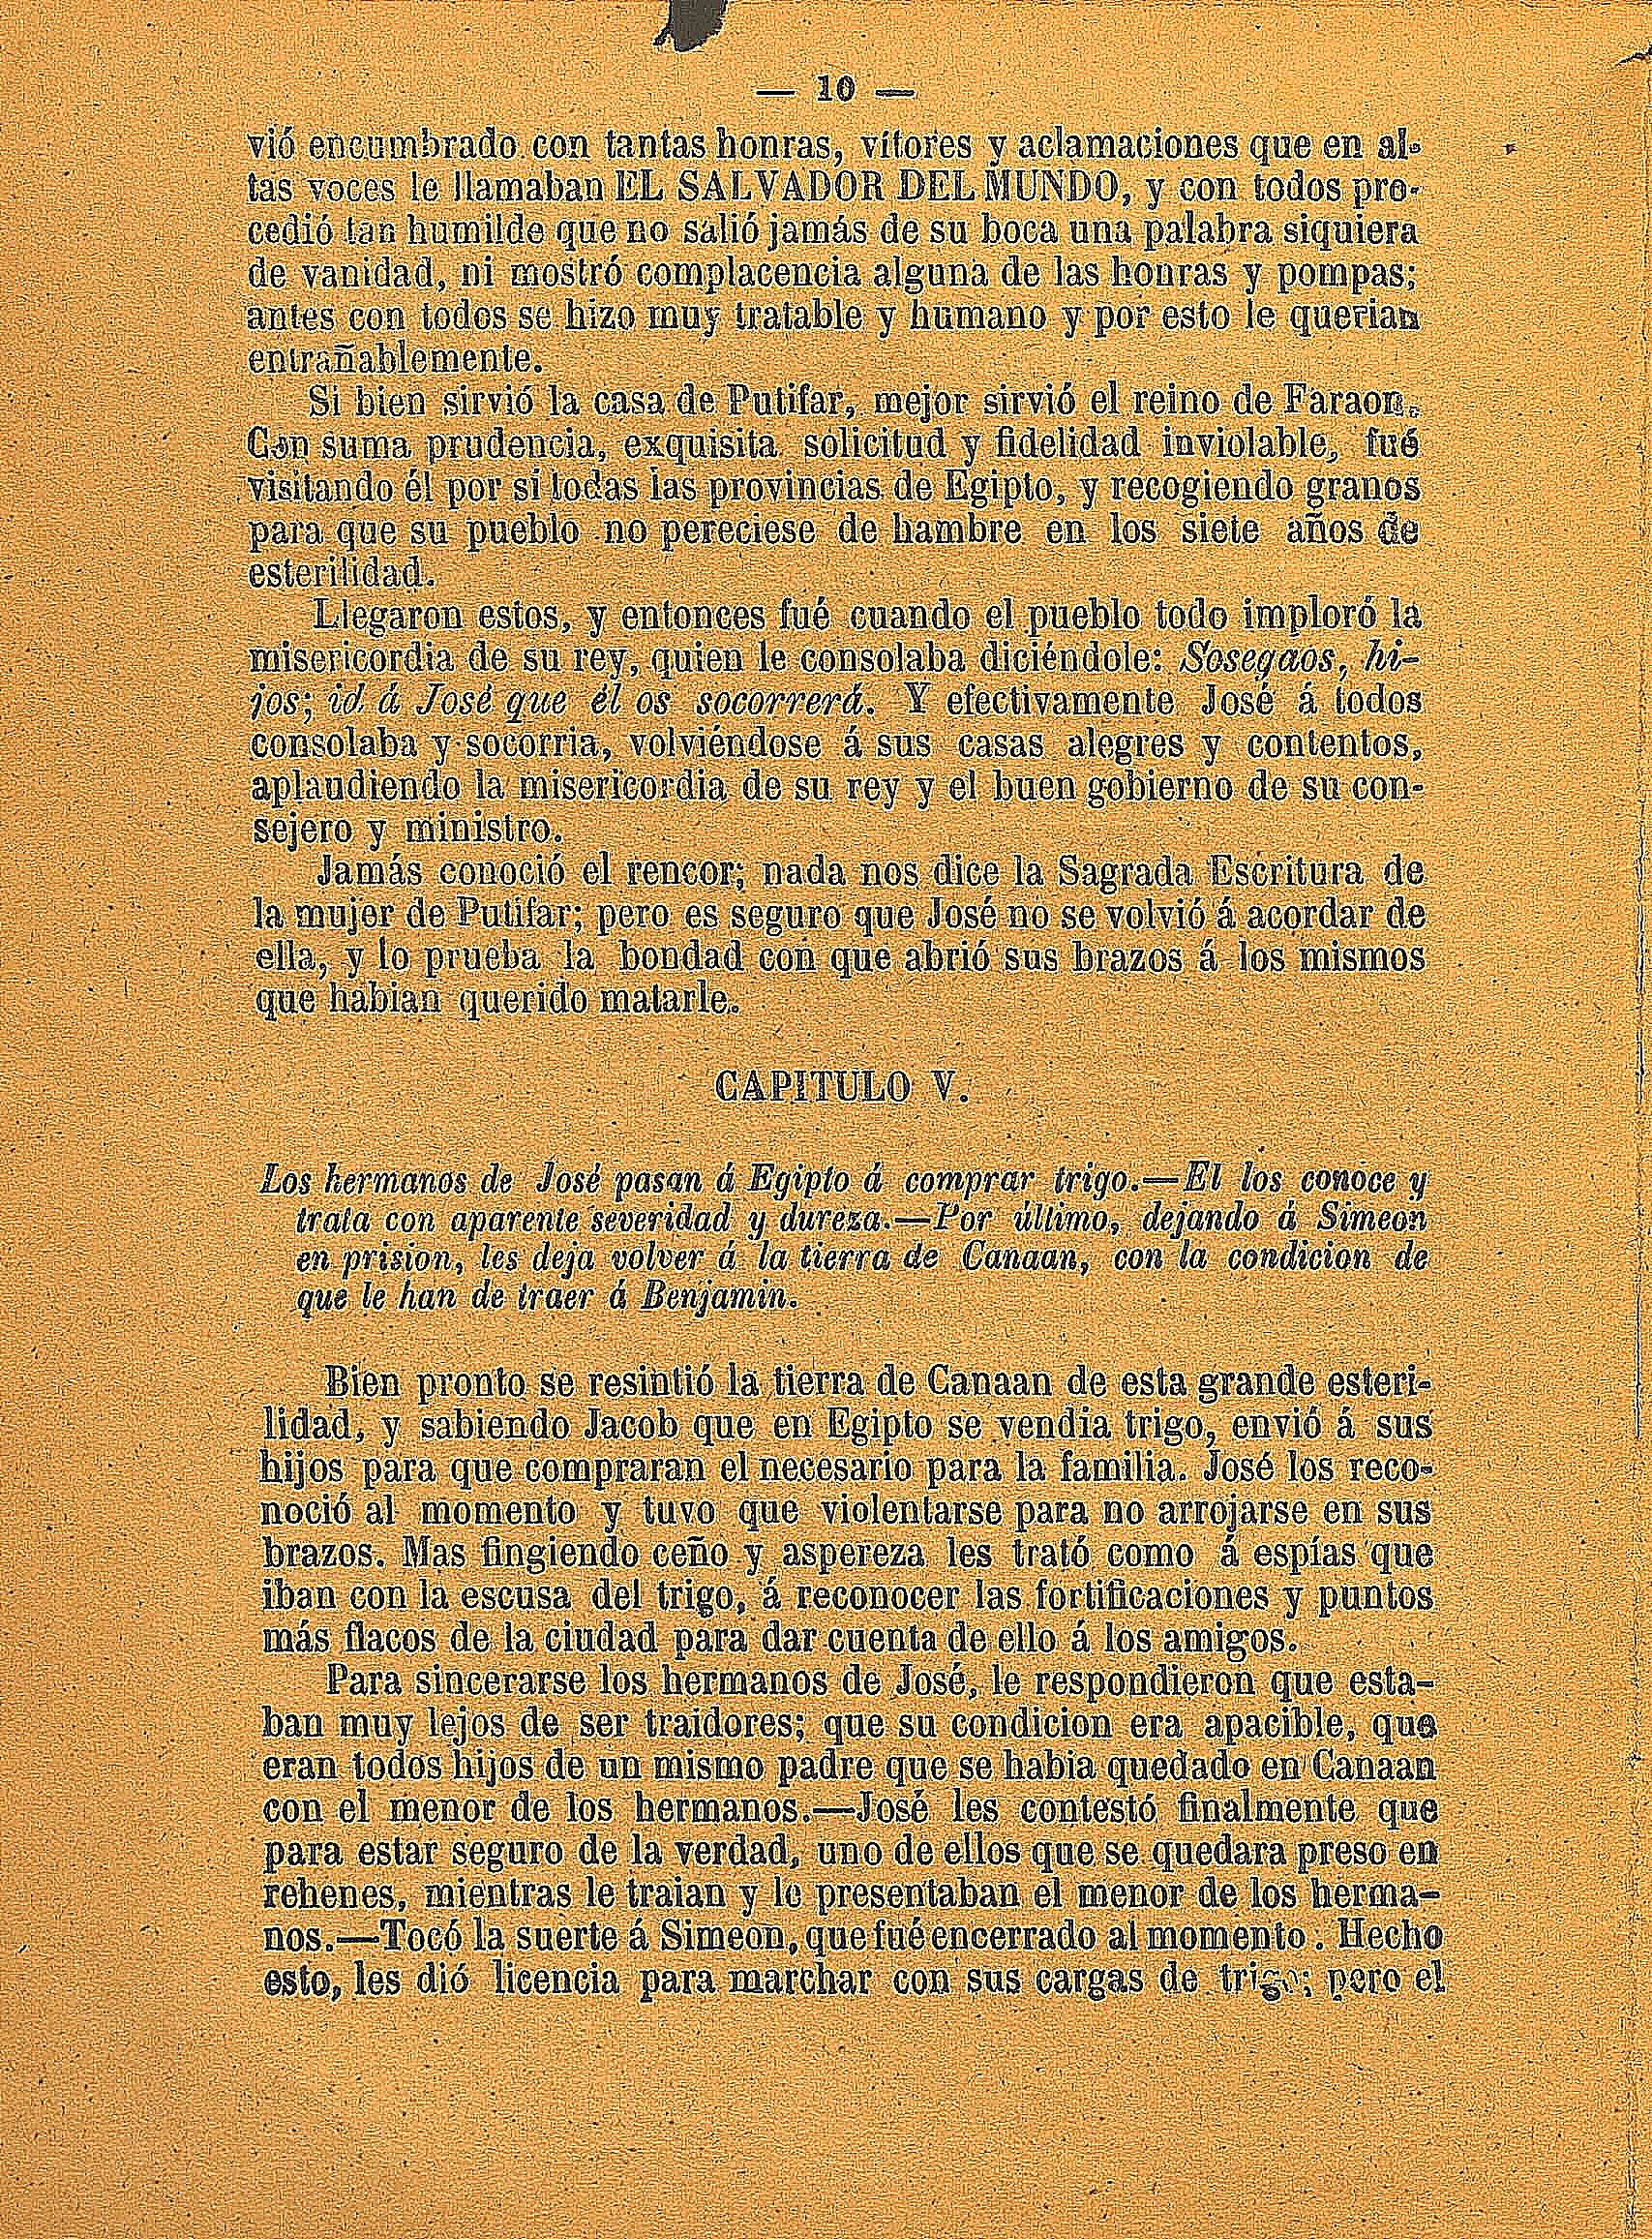 — 10 —
vió encumbrado con tantas honras, vítores y aclamaciones que en al-
tas voces le llamaban EL SALVADOR DEL MUNDO, y con todos pro-
cedió tan humilde que no salió jamás de su boca una palabra siquiera
de vanidad, ni mostró complacencia alguna de las honras y pompas;
antes con todos se hizo muy tratable y humano y por esto le querian
entrañablemente.
Si bien sirvió la casa de Putifar, mejor sirvió el reino de Faraon.
Con suma prudencia, exquisita solicitud y fidelidad inviolable, fué
visitando él por sí todas las provincias de Egipto, y recogiendo granos
para que su pueblo no pereciese de hambre en los siete años de
esterilidad.
Llegaron estos, y entonces fué cuando el pueblo todo imploró la
misericordia de su rey, quien le consolaba diciéndole: Sosegaos, hi-
jos; id á José que él os socorrerá. Y efectivamente José á todos
consolaba y socorria, volviéndose á sus casas alegres y contentos,
aplaudiendo la misericordia de su rey y el buen gobierno de su con-
sejero y ministro.
Jamás conoció el rencor; nada nos dice la Sagrada Escritura de
la mujer de Putifar; pero es seguro que José no se volvió á acordar de
ella, y lo prueba la bondad con que abrió sus brazos á los mismos
que habian querido matarle.
CAPITULO V.
Los hermanos de José pasan á Egipto á comprar trigo.—El los conoce y
trata con aparente severidad y dureza.—Por último, dejando á Simeon
en prision, les deja volver á la tierra de Canaan, con la condicion de
que le han de traer á Benjamin.
Bien pronto se resintió la tierra de Canaan de esta grande esteri-
lidad, y sabiendo Jacob que en Egipto se vendia trigo, envió á sus
hijos para que compraran el necesario para la familia. José los reco-
noció al momento y tuvo que violentarse para no arrojarse en sus
brazos. Mas fingiendo ceño y aspereza les trató como á espías que
iban con la escusa del trigo, á reconocer las fortificaciones y puntos
más flacos de la ciudad para dar cuenta de ello á los amigos.
Para sincerarse los hermanos de José, le respondieron que esta-
ban muy lejos de ser traidores; que su condicion era apacible, que
eran todos hijos de un mismo padre que se habia quedado en Canaan
con el menor de los hermanos.—José les contestó finalmente que
para estar seguro de la verdad, uno de ellos que se quedara preso en
rehenes, mientras le traian y le presentaban el menor de los herma-
nos.—Tocó la suerte á Simeon, que fué encerrado al momento. Hecho
esto, les dió licencia para marchar con sus cargas de trigo; pero el